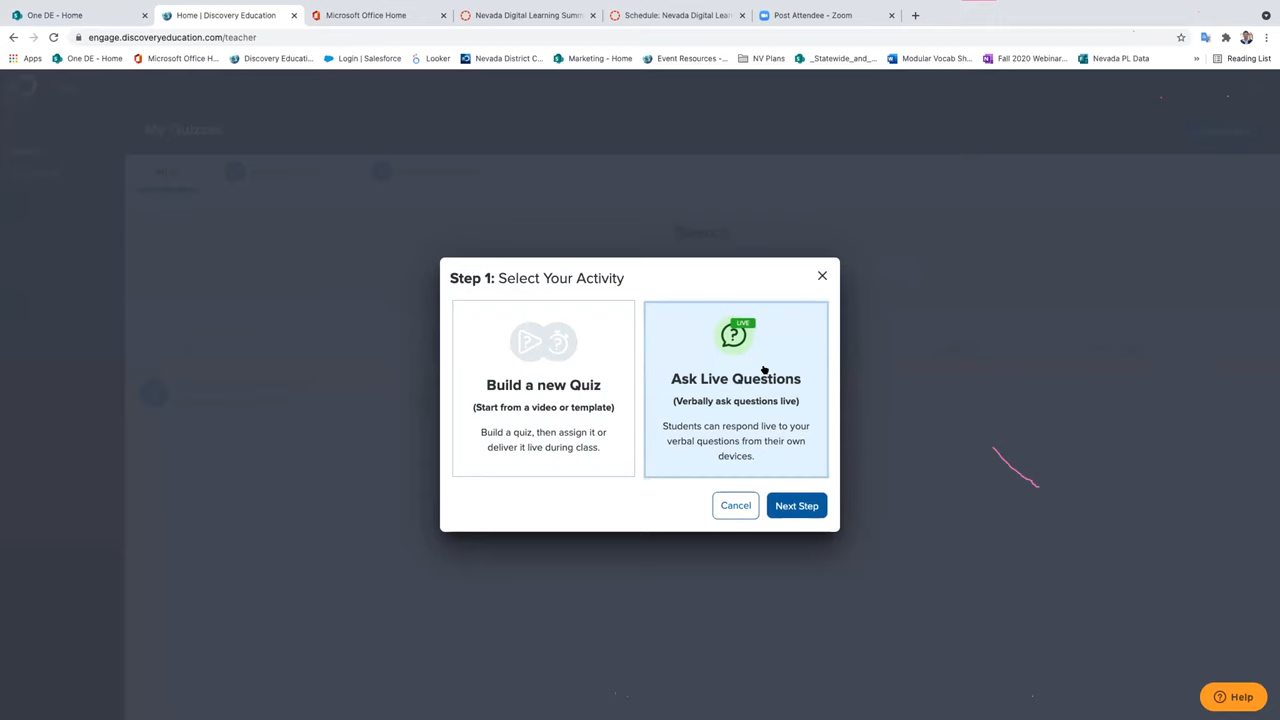 One DE - Home
Home | Discovery Education
Microsoft Office Home
Nevada Digital Learning Summ
Schedule: Nevada Digital Lear
Post Attendee - Zoom
engage.discoveryeducation.com/teacher
Apps
One DE - Home
Microsoft Office H...
Discovery Educati...
Login | Salesforce
Looker
Nevada District C...
Marketing - Home
Event Resources -...
NV Plans
_Statewide_and_...
Modular Vocab Sh...
Fall 2020 Webinar...
Nevada PL Data
»
Reading List
My Quizzes
Step 1: Select Your Activity
Build a new Quiz
(Start from a video or template)
Build a quiz, then assign it or
deliver it live during class.
LIVE
Ask Live Questions
(Verbally ask questions live)
Students can respond live to your
verbal questions from their own
devices.
Cancel
Next Step
Help